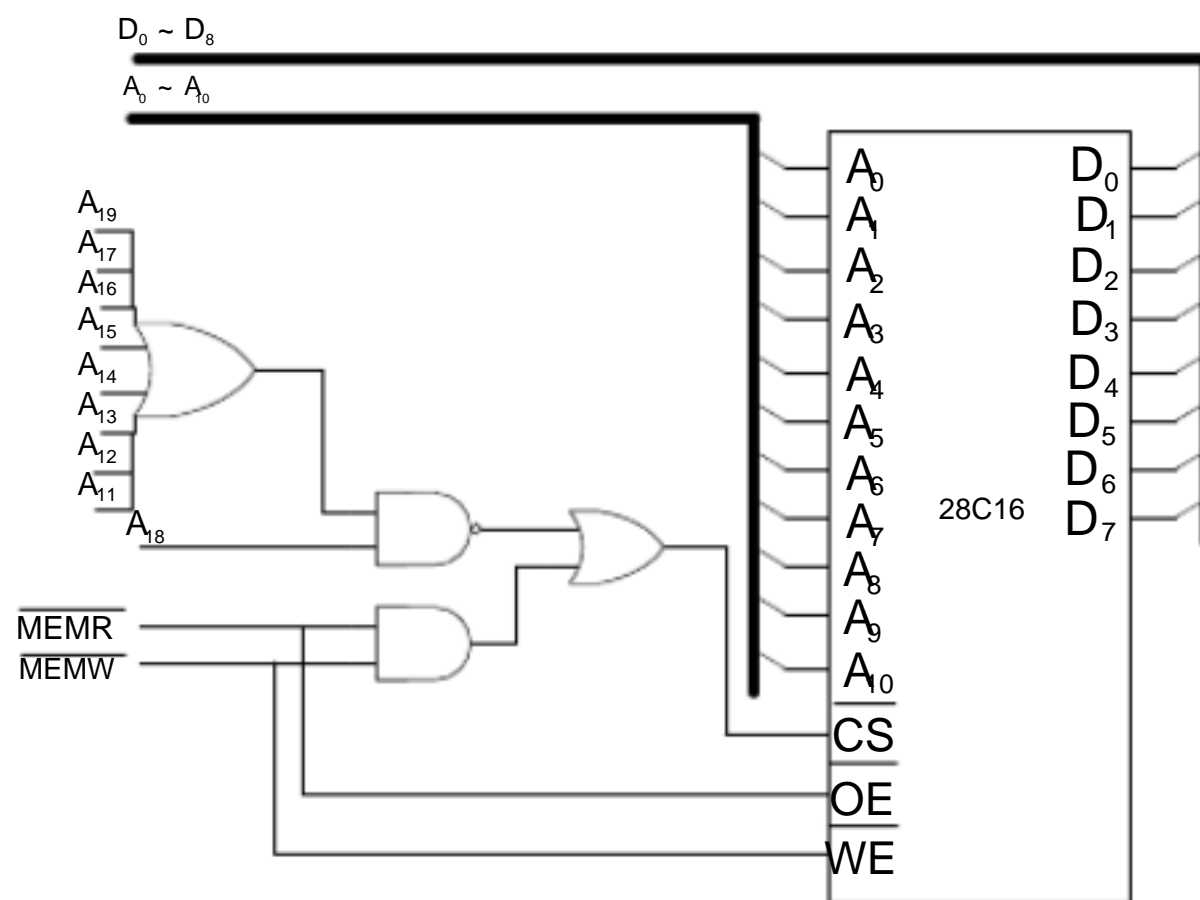 D₀ ~ D₈
A₀ ~ A₁₀
A₁₉
A₁₇
A₁₆
A₁₅
A₁₄
A₁₃
A₁₂
A₁₁
A₁₈
MEMR
MEMW
A₀
A₁
A₂
A₃
A₄
A₅
A₆
A₇
A₈
A₉
A₁₀
CS
OE
WE
28C16
D₀
D₁
D₂
D₃
D₄
D₅
D₆
D₇